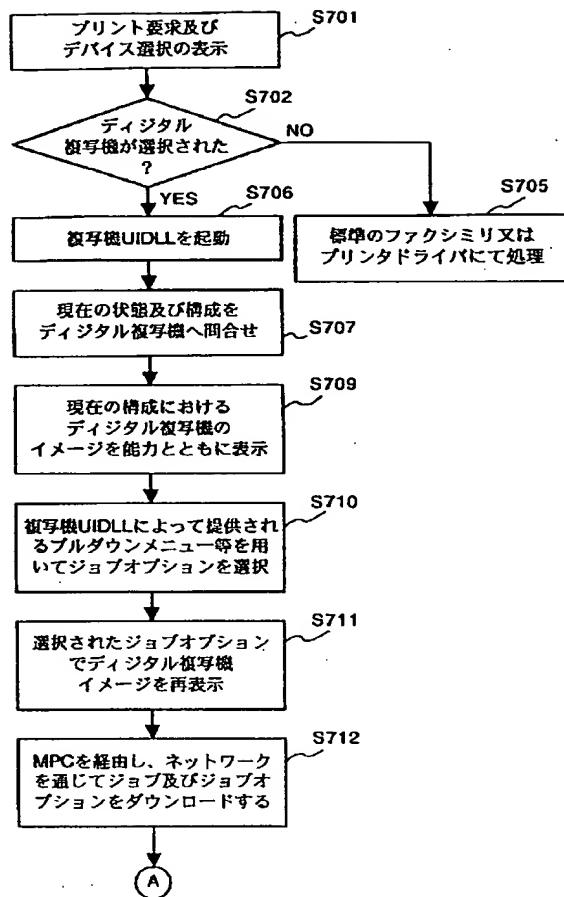 S701
プリント要求及び
デバイス選択の表示
S702
ディジタル
複写機が選択された
?
NO
YES
S706
複写機UIDLLを起動
S705
標準のファクシミリ又は
プリンタドライバにて処理
現在の状態及び構成を
ディジタル複写機へ問合せ
S707
S709
現在の構成における
ディジタル複写機の
イメージを能力とともに表示
S710
複写機UIDLLによって提供され
るプルダウンメニュー等を用
いてジョブオプションを選択
S711
選択されたジョブオプション
でディジタル複写機
イメージを再表示
S712
MPCを経由し、ネットワーク
を通じてジョブ及びジョブオ
プションをダウンロードする
A